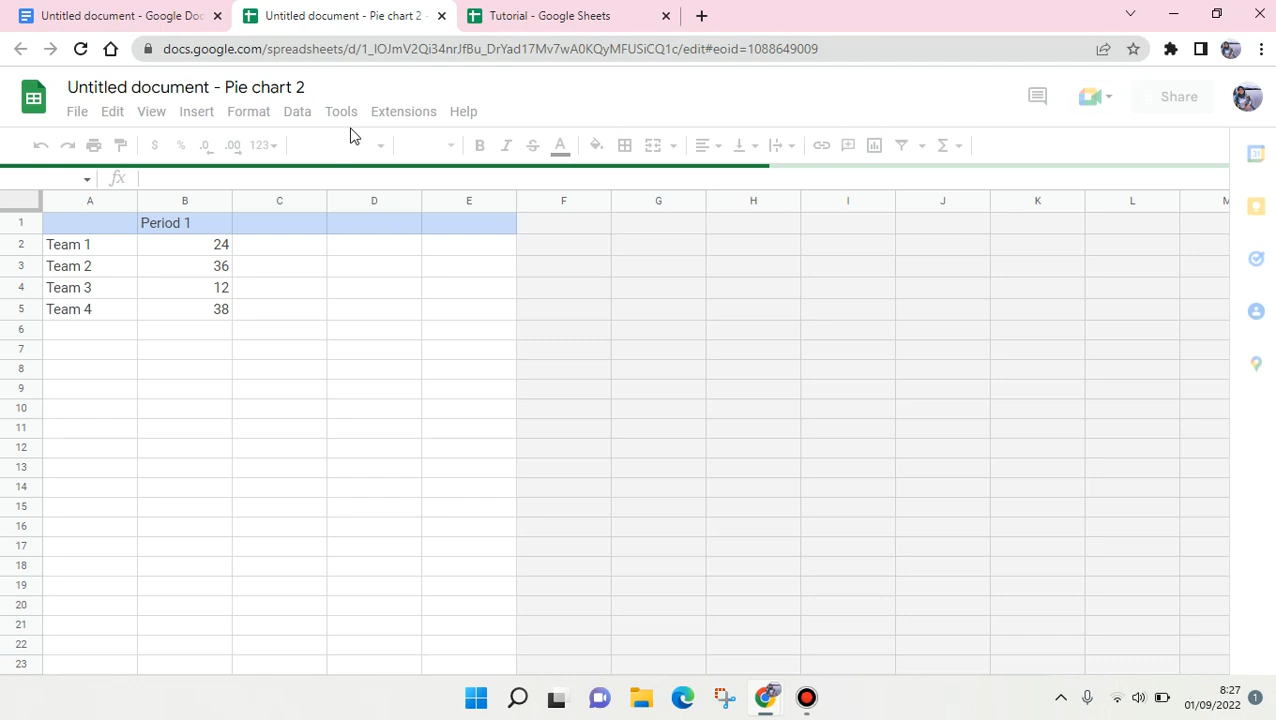 Untitled document - Google Doc
Untitled document - Pie chart 2 -
Tutorial - Google Sheets
docs.google.com/spreadsheets/d/1_IOJmV2Qi34nrJfBu_DrYad17Mv7wA0KQyMFUSiCQ1c/edit#eoid=1088649009
Untitled document - Pie chart 2
File Edit View Insert Format Data Tools Extensions Help
Share
$ % .0 .00 123
B I S A
fx
A B C D E F G H I J K L M
1 Period 1
2 Team 1 24
3 Team 2 36
4 Team 3 12
5 Team 4 38
6
7
8
9
10
11
12
13
14
15
16
17
18
19
20
21
22
23
8:27
01/09/2022
1